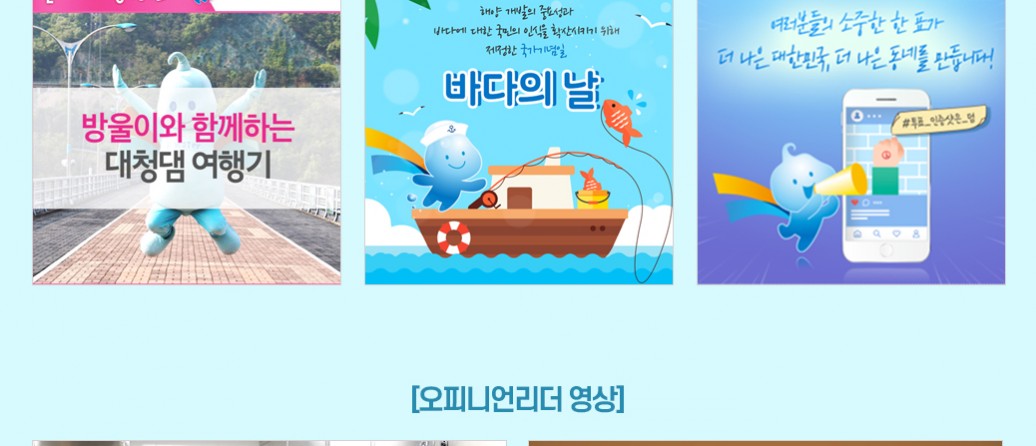 방울이와 함께하는
대청댐 여행기
해양 개발의 중요성과
바다에 대한 국민의 인식을 확산시키기 위해
제정한 국가기념일
바다의 날
여러분들의 소중한 한 표가
더 나은 대한민국, 더 나은 동네를 만듭니다!
#투표_인증샷은_덤
[오피니언리더 영상]